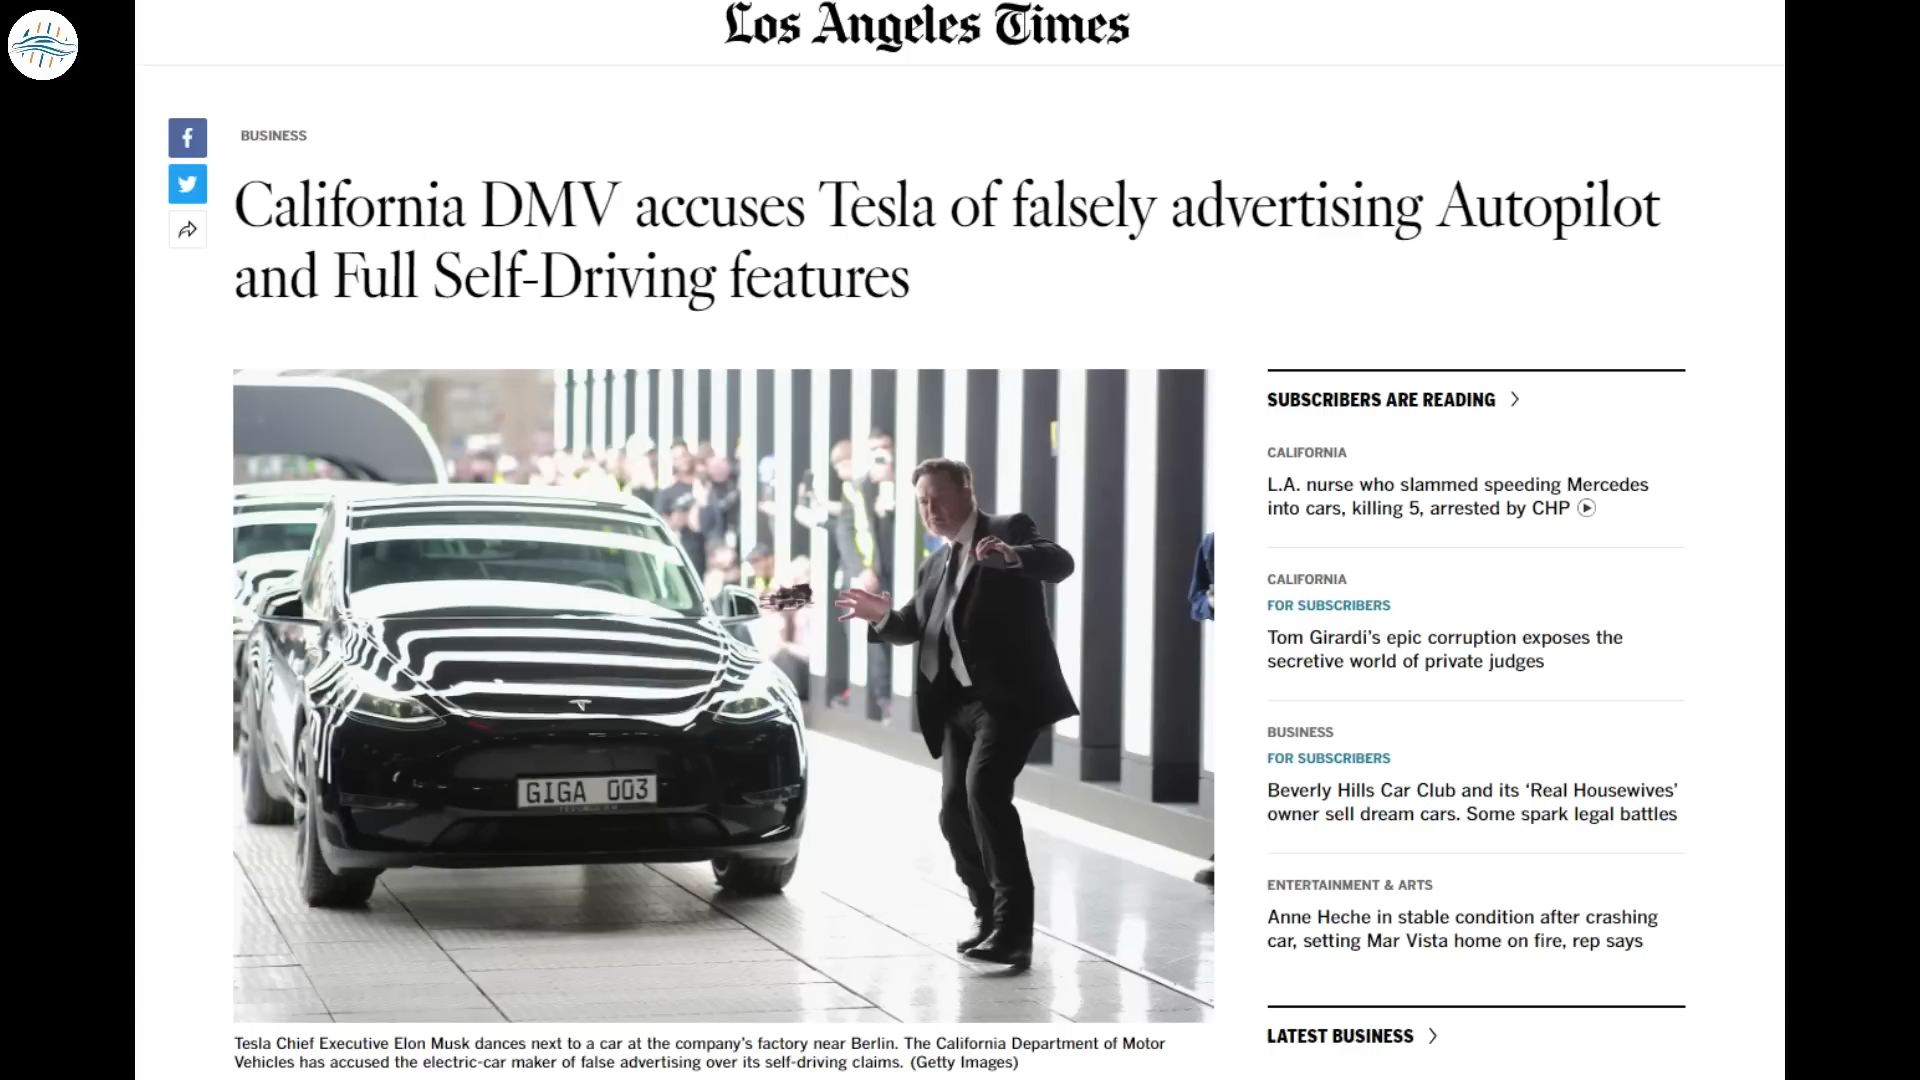 Los Angeles Times
BUSINESS
California DMV accuses Tesla of falsely advertising Autopilot
and Full Self-Driving features
GIGA 003
Tesla Chief Executive Elon Musk dances next to a car at the company's factory near Berlin. The California Department of Motor
Vehicles has accused the electric-car maker of false advertising over its self-driving claims. (Getty Images)
SUBSCRIBERS ARE READING
CALIFORNIA
L.A. nurse who slammed speeding Mercedes
into cars, killing 5, arrested by CHP
CALIFORNIA
FOR SUBSCRIBERS
Tom Girardi's epic corruption exposes the
secretive world of private judges
BUSINESS
FOR SUBSCRIBERS
Beverly Hills Car Club and its ‘Real Housewives’
owner sell dream cars. Some spark legal battles
ENTERTAINMENT & ARTS
Anne Heche in stable condition after crashing
car, setting Mar Vista home on fire, rep says
LATEST BUSINESS